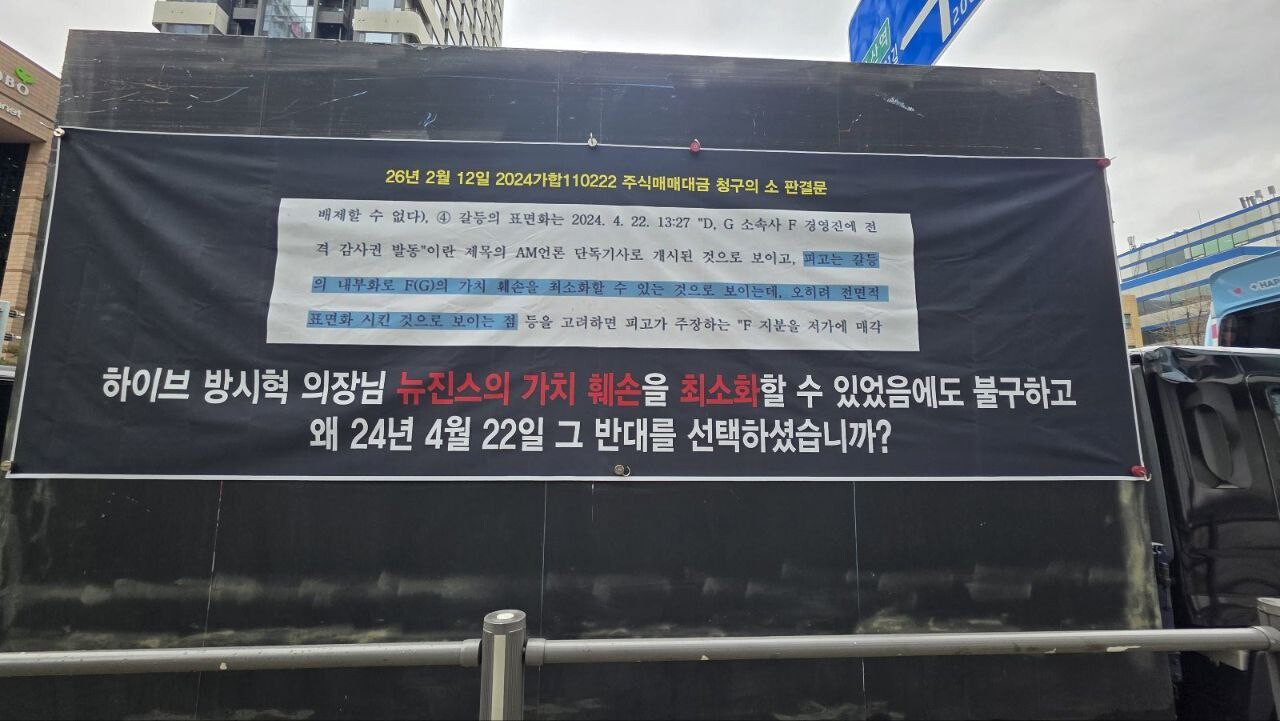 26년 2월 12일 2024가합110222 주식매매대금 청구의 소 판결문
배제할 수 없다), ④ 갈등의 표면화는 2024. 4. 22. 13:27 "D, G 소속사 F 경영진에 전
격 감사권 발동"이란 제목의 AM언론 단독기사로 개시된 것으로 보이고, 피고는 갈등
의 내부화로 F(G)의 가치 훼손을 최소화할 수 있는 것으로 보이는데, 오히려 전면적
표면화 시킨 것으로 보이는 점 등을 고려하면 피고가 주장하는 "F 지분을 저가에 매각
하이브 방시혁 의장님 뉴진스의 가치 훼손을 최소화할 수 있었음에도 불구하고
왜 24년 4월 22일 그 반대를 선택하셨습니까?